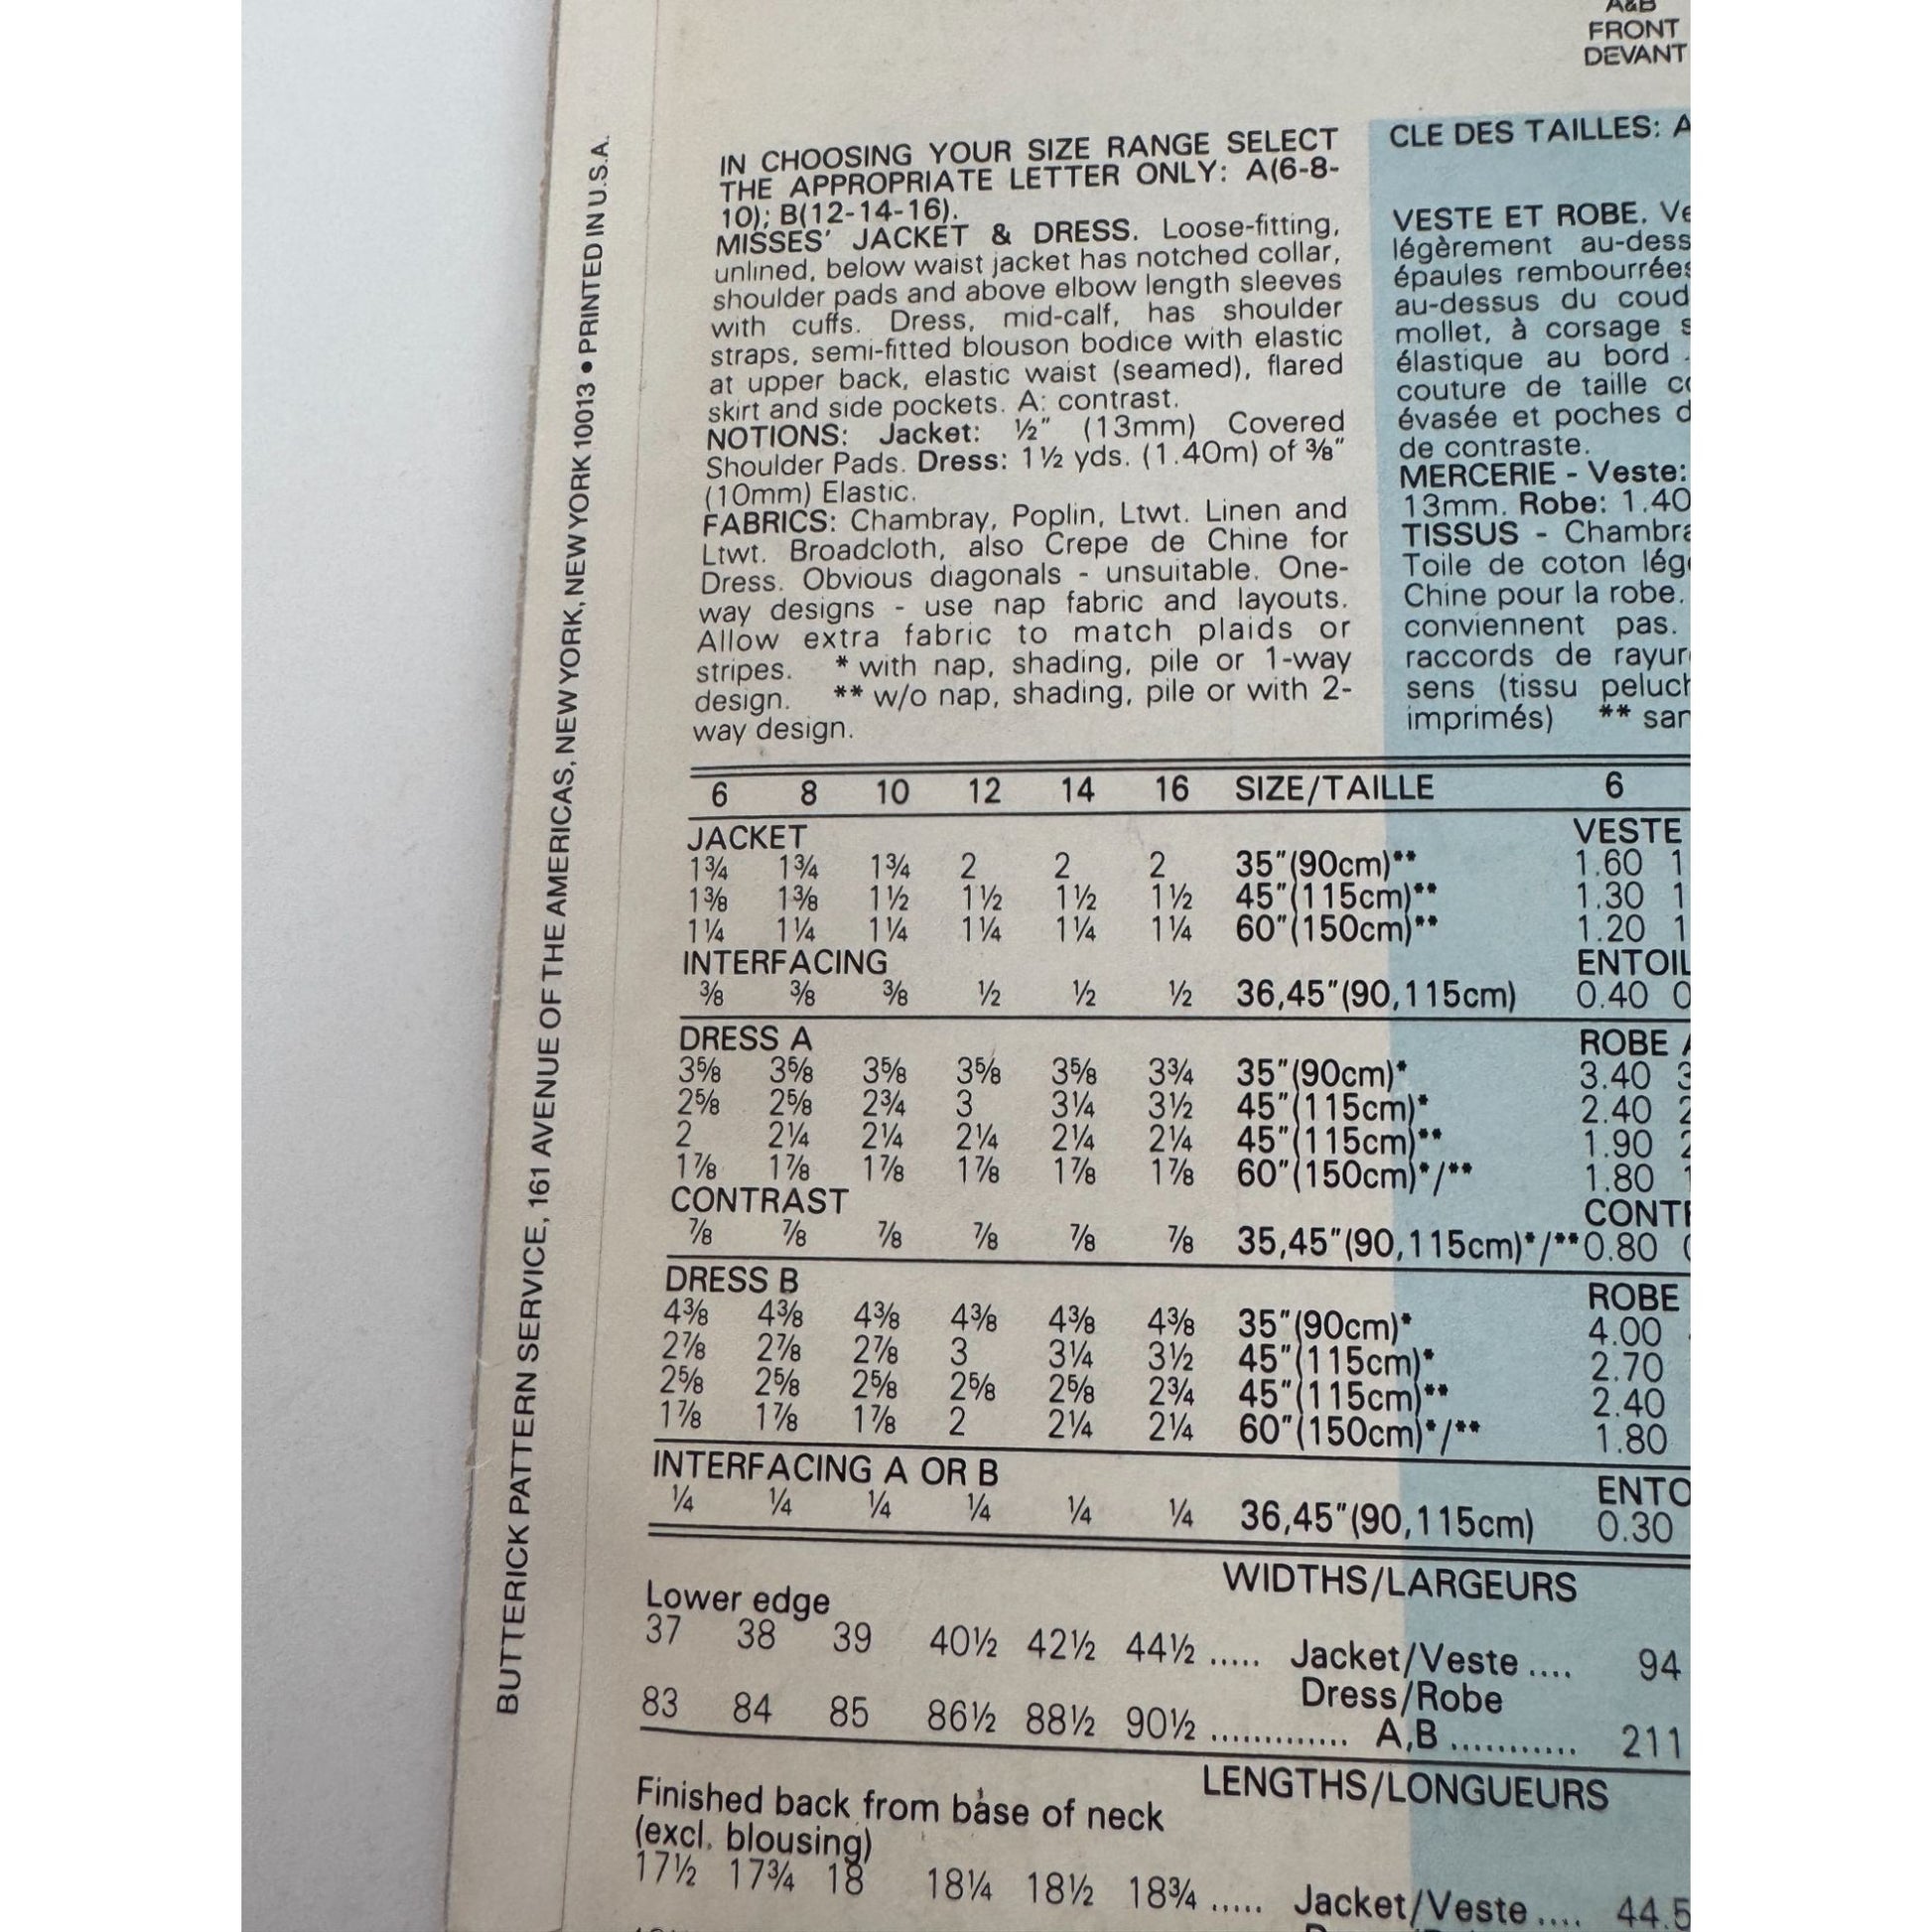 A&B
FRONT
DEVANT
BUTTERICK PATTERN SERVICE, 161 AVENUE OF THE AMERICAS, NEW YORK, NEW YORK 10013 • PRINTED IN U.S.A.
IN CHOOSING YOUR SIZE RANGE SELECT
THE APPROPRIATE LETTER ONLY: A(6-8-
10); B(12-14-16).
MISSES' JACKET & DRESS. Loose-fitting,
unlined, below waist jacket has notched collar,
shoulder pads and above elbow length sleeves
with cuffs. Dress, mid-calf, has shoulder
straps, semi-fitted blouson bodice with elastic
at upper back, elastic waist (seamed), flared
skirt and side pockets. A: contrast.
NOTIONS: Jacket: ½" (13mm) Covered
Shoulder Pads. Dress: 1½ yds. (1.40m) of ⅜"
(10mm) Elastic.
FABRICS: Chambray, Poplin, Ltwt. Linen and
Ltwt. Broadcloth, also Crepe de Chine for
Dress. Obvious diagonals - unsuitable. One-
way designs - use nap fabric and layouts.
Allow extra fabric to match plaids or
stripes. * with nap, shading, pile or 1-way
design. ** w/o nap, shading, pile or with 2-
way design.
CLE DES TAILLES: A
VESTE ET ROBE. Ve
légèrement au-dess
épaules rembourrées
au-dessus du coud
mollet, à corsage s
élastique au bord
couture de taille co
évasée et poches d
de contraste.
MERCERIE - Veste:
13mm. Robe: 1.40
TISSUS - Chambra
Toile de coton lég
Chine pour la robe.
conviennent pas.
raccords de rayur
sens (tissu peluch
imprimés) ** san
6 8 10 12 14 16 SIZE/TAILLE 6
JACKET VESTE
1¾ 1¾ 1¾ 2 2 2 35"(90cm)** 1.60 1
1⅜ 1⅜ 1½ 1½ 1½ 1½ 45"(115cm)** 1.30 1
1¼ 1¼ 1¼ 1¼ 1¼ 1¼ 60"(150cm)** 1.20 1
INTERFACING ENTOIL
⅜ ⅜ ⅜ ½ ½ ½ 36,45"(90,115cm) 0.40 0
DRESS A ROBE A
3⅝ 3⅝ 3⅝ 3⅝ 3⅝ 3¾ 35"(90cm)* 3.40 3
2⅝ 2⅝ 2¾ 3 3¼ 3½ 45"(115cm)* 2.40 2
2 2¼ 2¼ 2¼ 2¼ 2¼ 45"(115cm)** 1.90 2
1⅞ 1⅞ 1⅞ 1⅞ 1⅞ 1⅞ 60"(150cm)*/** 1.80 1
CONTRAST CONTR
⅞ ⅞ ⅞ ⅞ ⅞ ⅞ 35,45"(90,115cm)*/** 0.80 0
DRESS B ROBE
4⅜ 4⅜ 4⅜ 4⅜ 4⅜ 4⅜ 35"(90cm)* 4.00
2⅞ 2⅞ 2⅞ 3 3¼ 3½ 45"(115cm)* 2.70
2⅝ 2⅝ 2⅝ 2⅝ 2⅝ 2¾ 45"(115cm)** 2.40
1⅞ 1⅞ 1⅞ 2 2¼ 2¼ 60"(150cm)*/** 1.80
INTERFACING A OR B ENTO
¼ ¼ ¼ ¼ ¼ ¼ 36,45"(90,115cm) 0.30
WIDTHS/LARGEURS
Lower edge
37 38 39 40½ 42½ 44½ ..... Jacket/Veste .... 94
Dress/Robe
83 84 85 86½ 88½ 90½ ............. A,B ........... 211
LENGTHS/LONGUEURS
Finished back from base of neck
(excl. blousing)
17½ 17¾ 18 18¼ 18½ 18¾ ..... Jacket/Veste .... 44.5